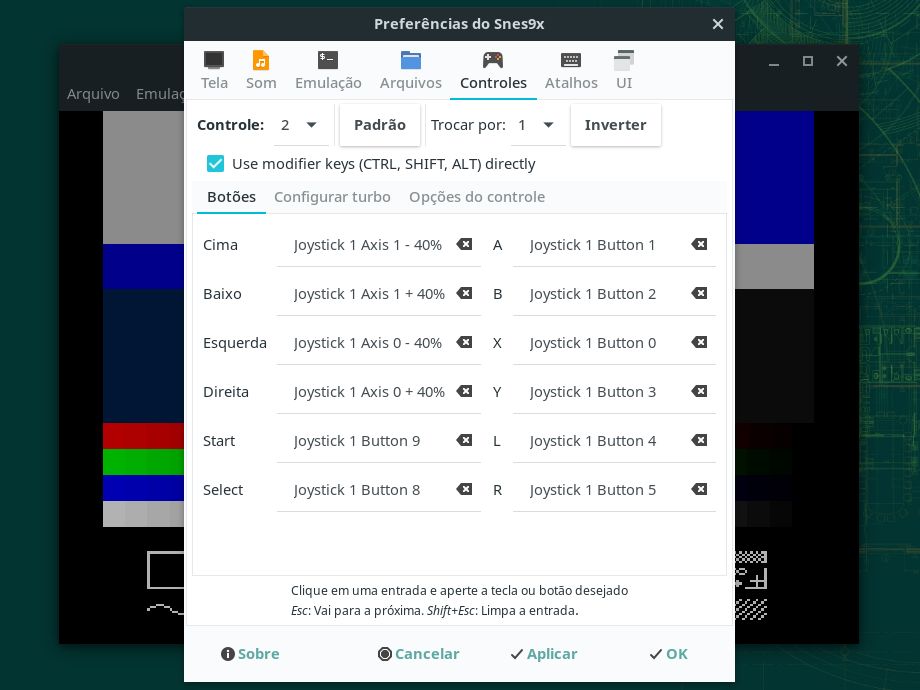 Preferências do Snes9x
Arquivo Emulaç
Tela Som Emulação Arquivos Controles Atalhos UI
Controle: 2 Padrão Trocar por: 1 Inverter
Use modifier keys (CTRL, SHIFT, ALT) directly
Botões Configurar turbo Opções do controle
Cima Joystick 1 Axis 1 - 40% A Joystick 1 Button 1
Baixo Joystick 1 Axis 1 + 40% B Joystick 1 Button 2
Esquerda Joystick 1 Axis 0 - 40% X Joystick 1 Button 0
Direita Joystick 1 Axis 0 + 40% Y Joystick 1 Button 3
Start Joystick 1 Button 9 L Joystick 1 Button 4
Select Joystick 1 Button 8 R Joystick 1 Button 5
Clique em uma entrada e aperte a tecla ou botão desejado
Esc: Vai para a próxima. Shift+Esc: Limpa a entrada.
Sobre Cancelar Aplicar OK